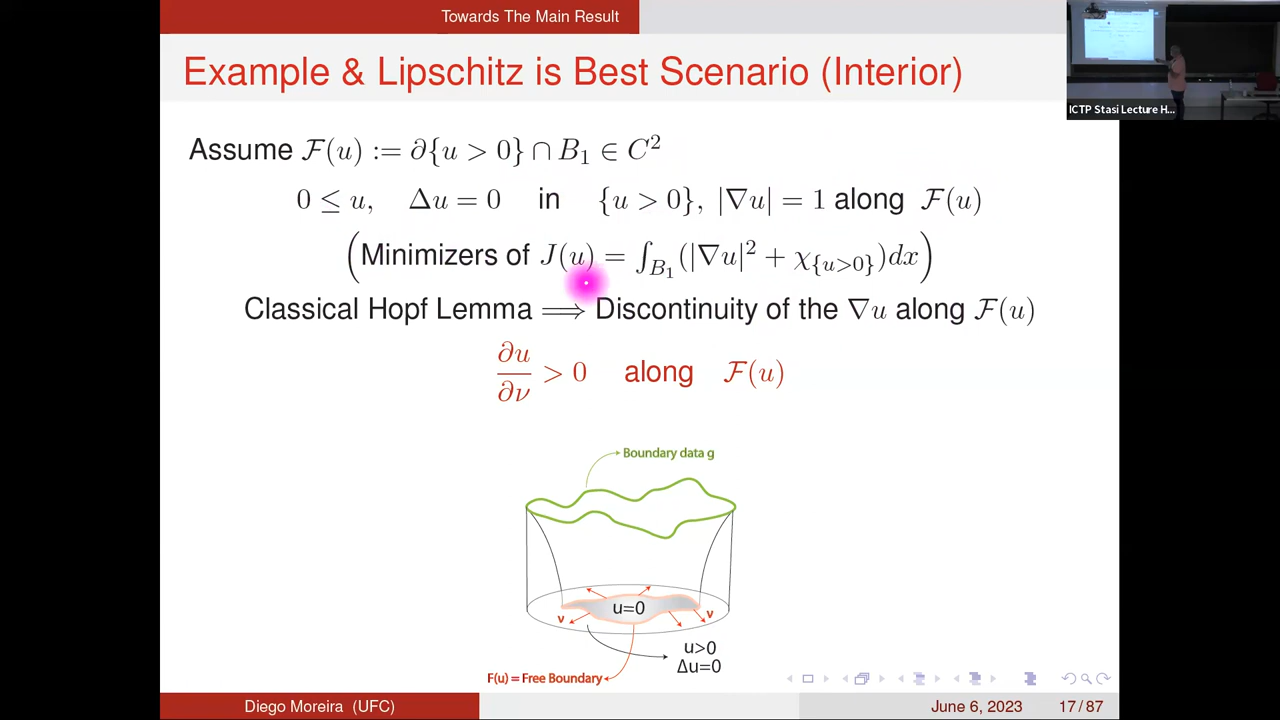 Towards The Main Result
ICTP Stasi Lecture H...
Example & Lipschitz is Best Scenario (Interior)
Assume 𝓕(u) := ∂{u > 0} ∩ B₁ ∈ C²
0 ≤ u, Δu = 0 in {u > 0}, |∇u| = 1 along 𝓕(u)
(Minimizers of J(u) = ∫_{B₁}(|∇u|² + χ_{u>0})dx)
Classical Hopf Lemma ⟹ Discontinuity of the ∇u along 𝓕(u)
∂u/∂ν > 0 along 𝓕(u)
Boundary data g
u=0
ν
ν
u>0
Δu=0
F(u) = Free Boundary
Diego Moreira (UFC)
June 6, 2023
17 / 87